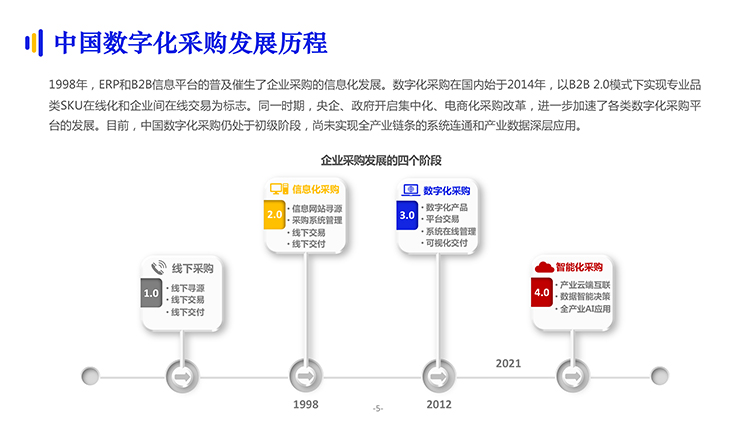 中国数字化采购发展历程
1998年，ERP和B2B信息平台的普及催生了企业采购的信息化发展。数字化采购在国内始于2014年，以B2B 2.0模式下实现专业品
类SKU在线化和企业间在线交易为标志。同一时期，央企、政府开启集中化、电商化采购改革，进一步加速了各类数字化采购平
台的发展。目前，中国数字化采购仍处于初级阶段，尚未实现全产业链条的系统连通和产业数据深层应用。
企业采购发展的四个阶段
1.0
线下采购
•线下寻源
•线下交易
•线下交付
2.0
信息化采购
•信息网站寻源
•采购系统管理
•线下交易
•线下交付
3.0
数字化采购
•数字化产品
•平台交易
•系统在线管理
•可视化交付
4.0
智能化采购
•产业云端互联
•数据智能决策
•全产业AI应用
1998
2012
2021
-5-